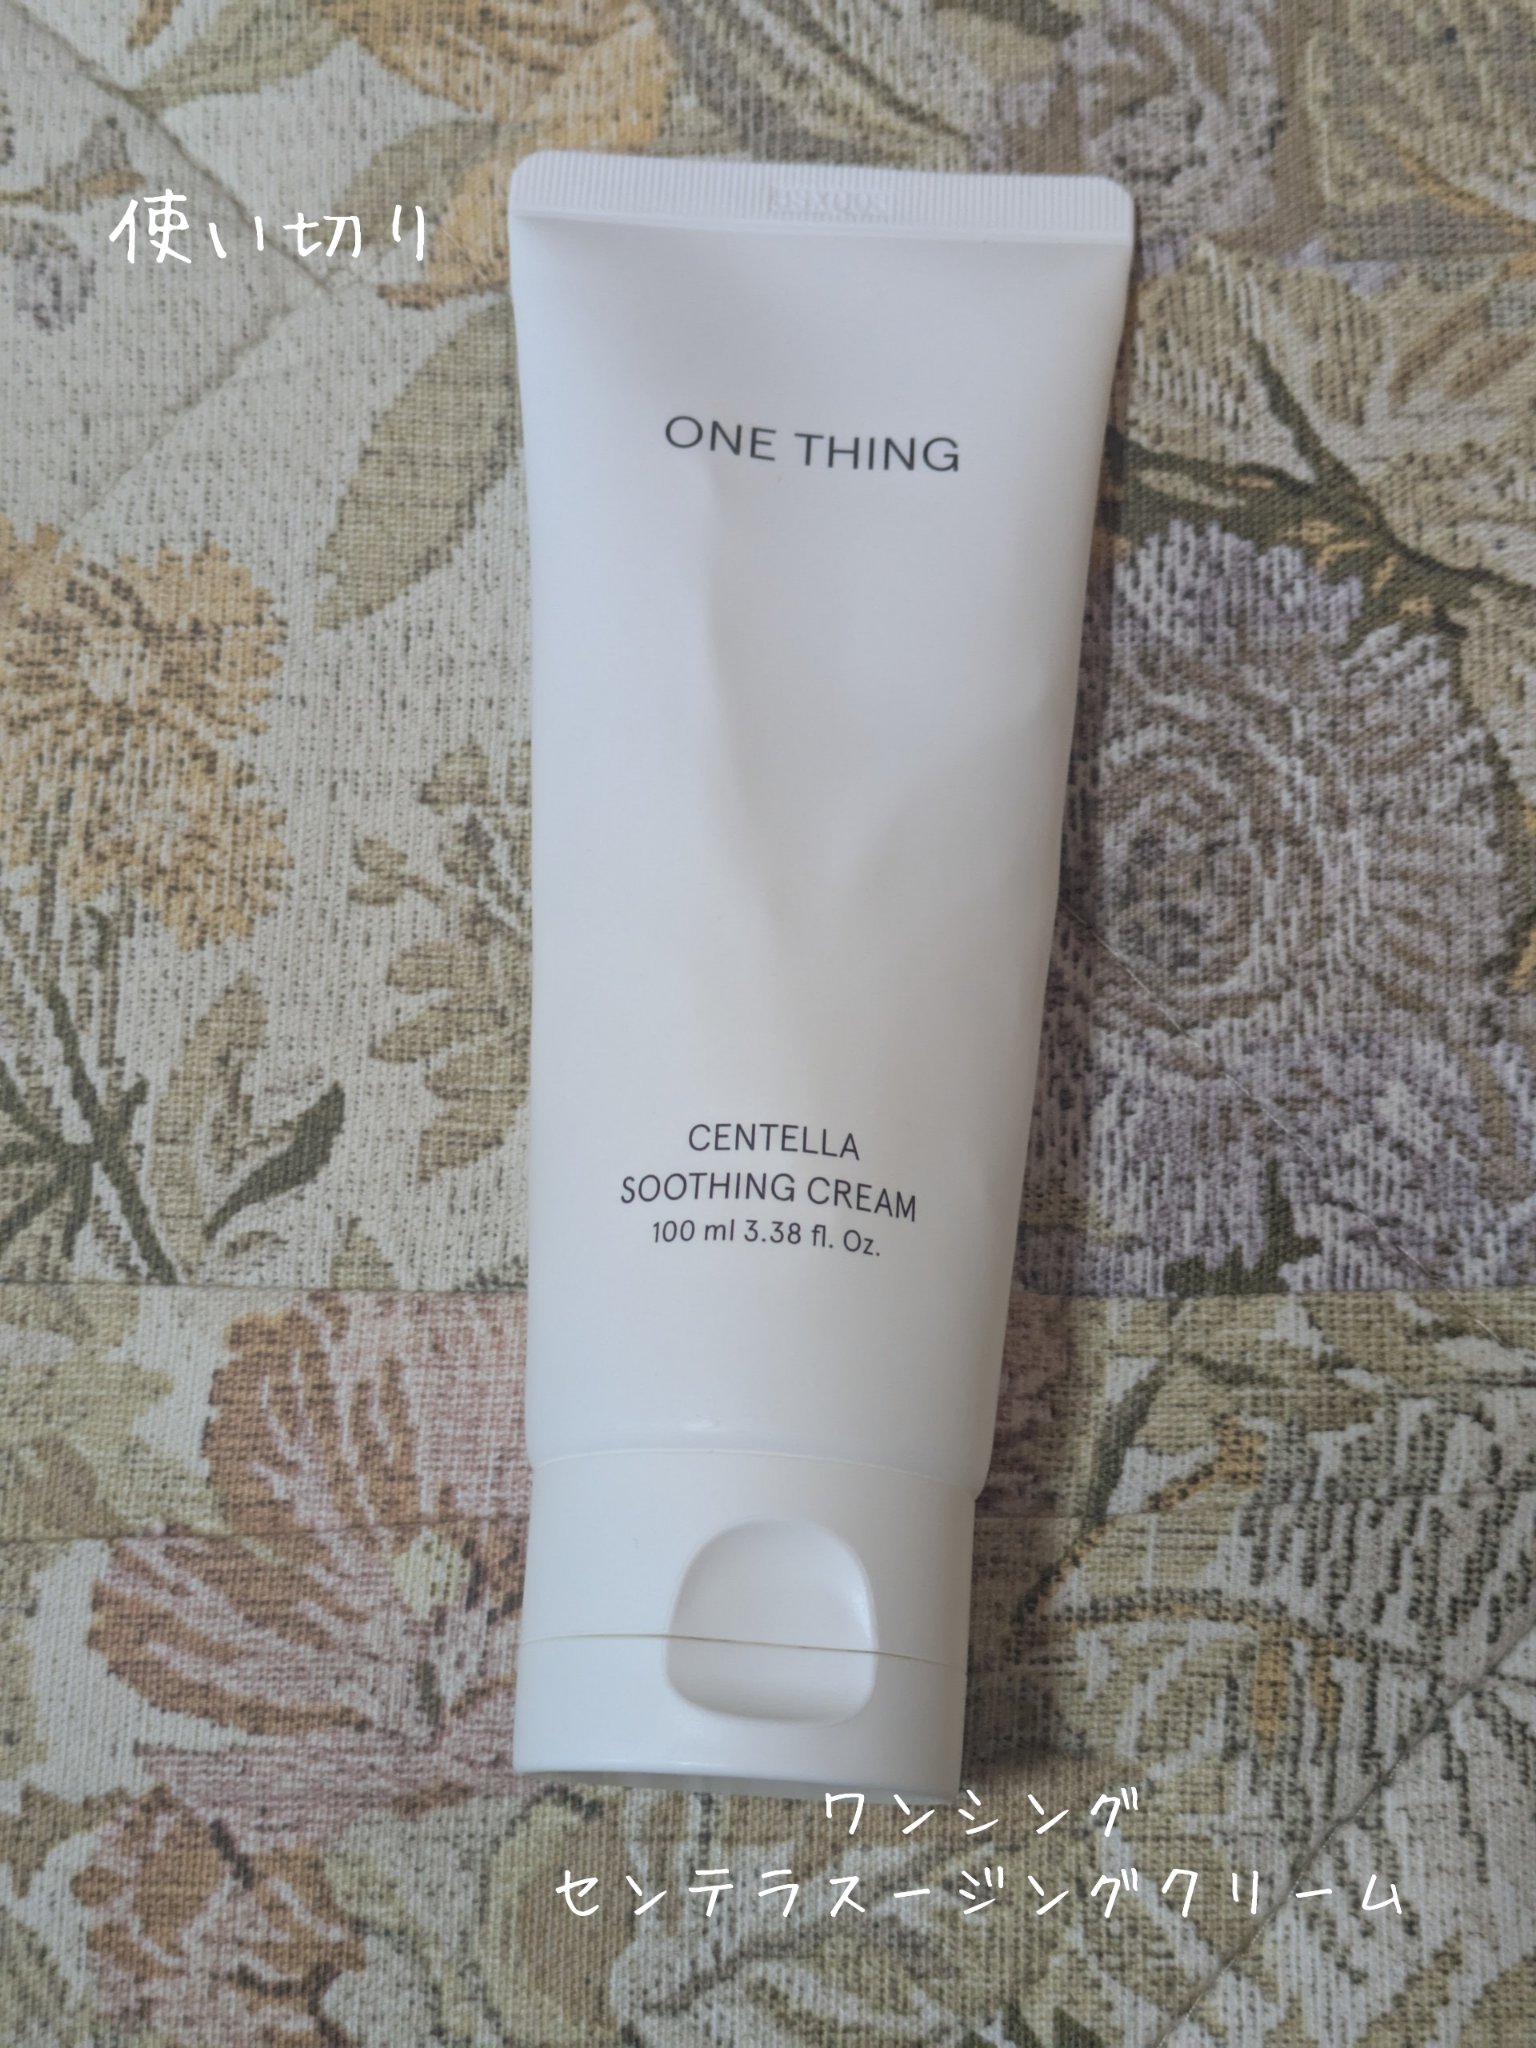 使い切り
ONE THING
CENTELLA
SOOTHING CREAM
100 ml 3.38 fl. Oz.
ワンシング
センテラスージングクリーム